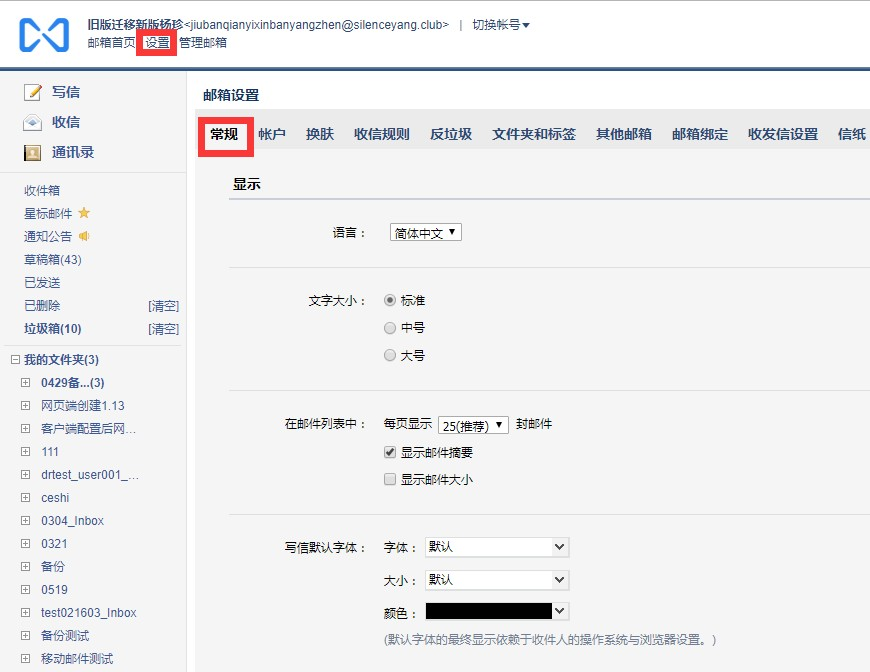 旧版迁移新版杨珍<jiubanqianyixinbanyangzhen@silenceyang.club> | 切换帐号
邮箱首页 设置 管理邮箱
写信
收信
通讯录
收件箱
星标邮件
通知公告
草稿箱(43)
已发送
已删除 [清空]
垃圾箱(10) [清空]
我的文件夹(3)
0429备...(3)
网页端创建1.13
客户端配置后网...
111
drtest_user001_...
ceshi
0304_Inbox
0321
备份
0519
test021603_Inbox
备份测试
移动邮件测试
邮箱设置
常规 帐户 换肤 收信规则 反垃圾 文件夹和标签 其他邮箱 邮箱绑定 收发信设置 信纸
显示
语言： 简体中文
文字大小： 标准
中号
大号
在邮件列表中： 每页显示 25(推荐) 封邮件
显示邮件摘要
显示邮件大小
写信默认字体： 字体： 默认
大小： 默认
颜色：
(默认字体的最终显示依赖于收件人的操作系统与浏览器设置。)